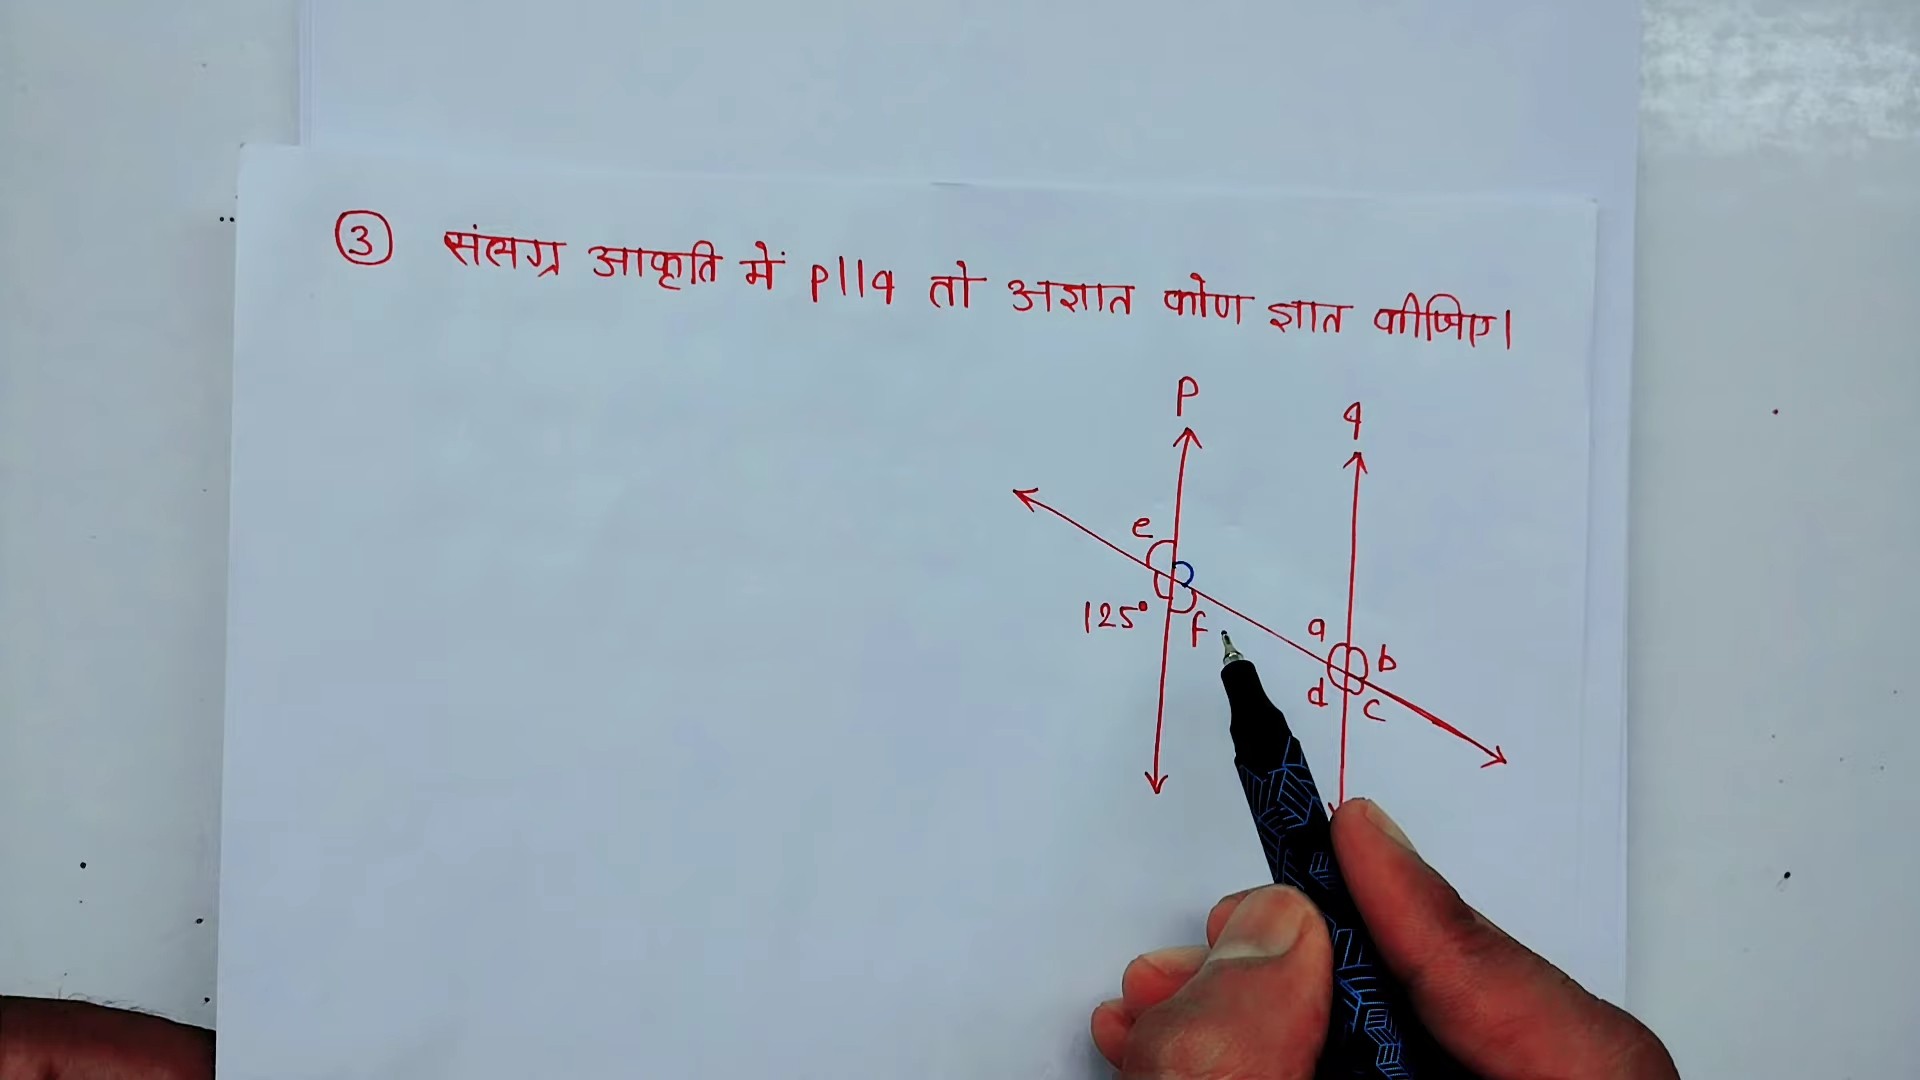 3 संलग्न आकृति में p||q तो अज्ञात कोण ज्ञात कीजिए।
P
q
e
125°
f
a
b
d
c